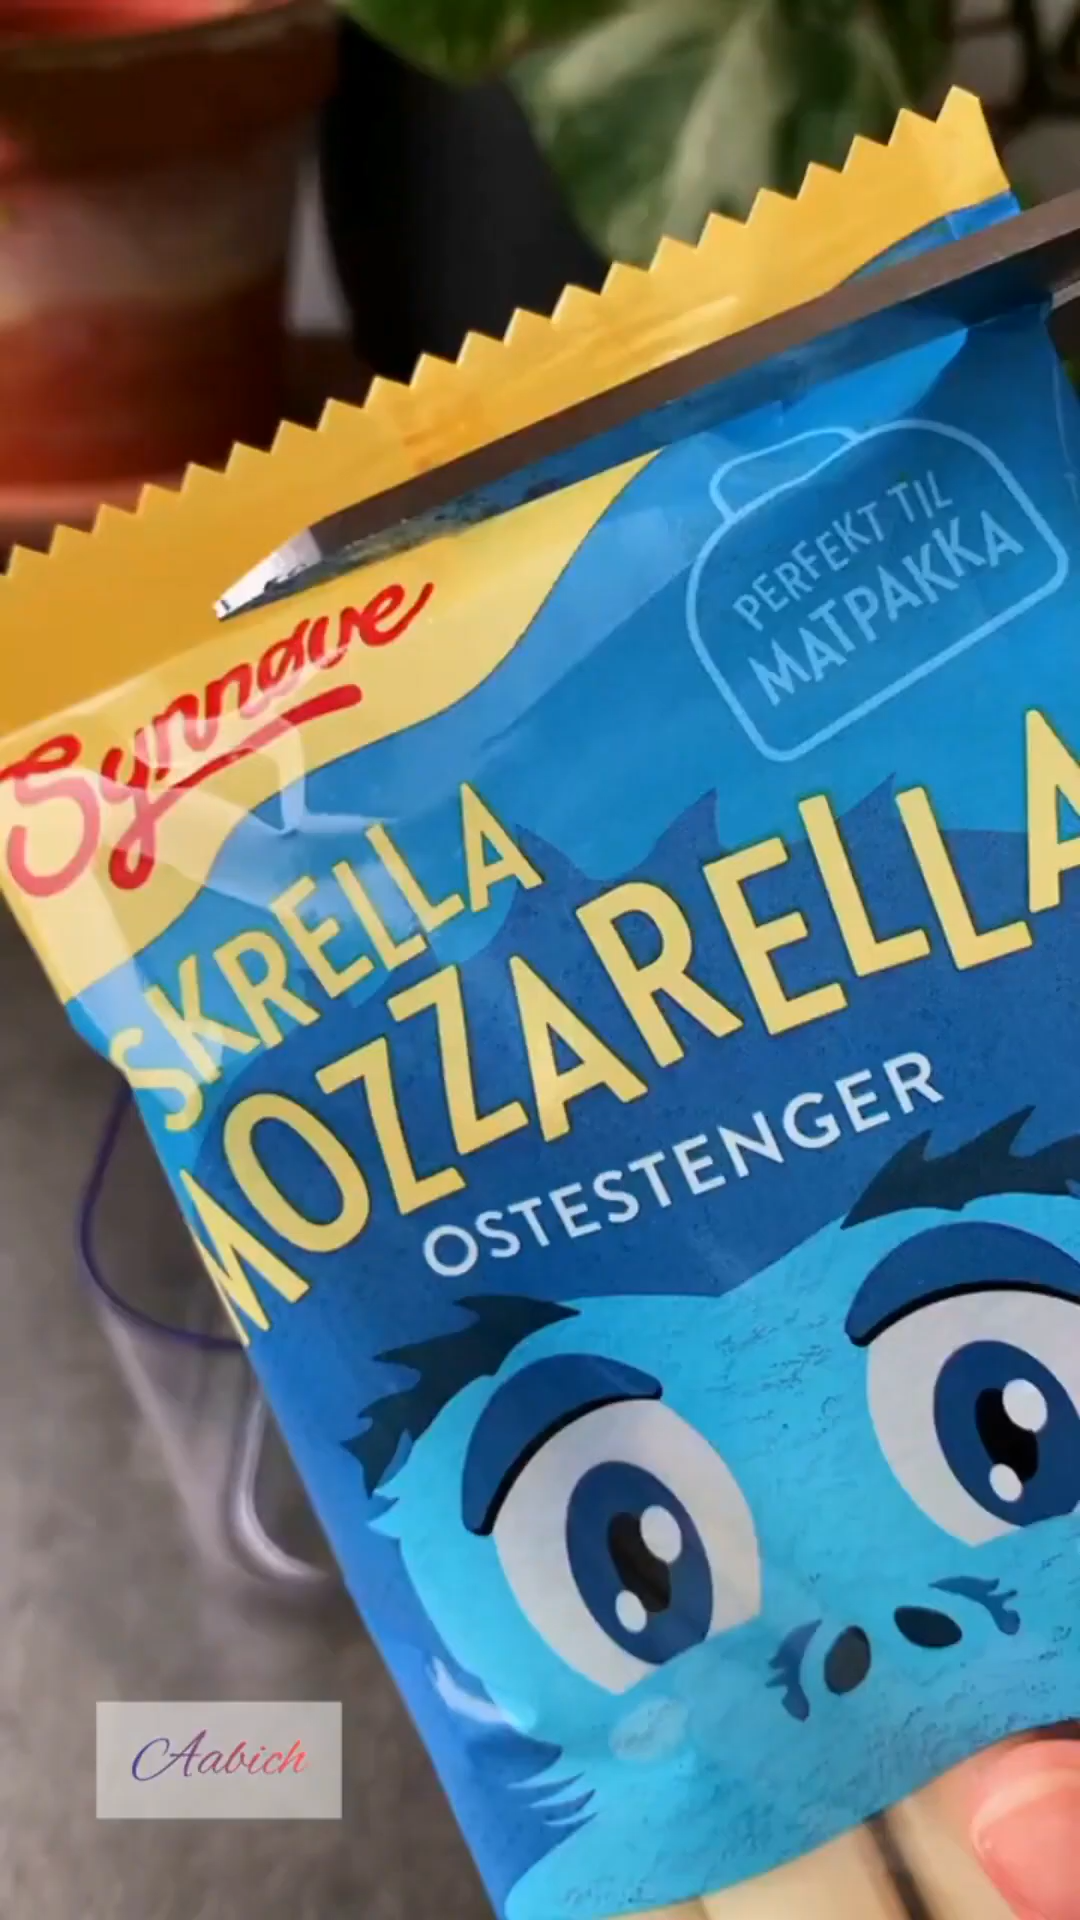 PERFEKT TIL
MATPAKKA
Synnøve
SKRELLA
MOZZARELLA
OSTESTENGER
Aabich